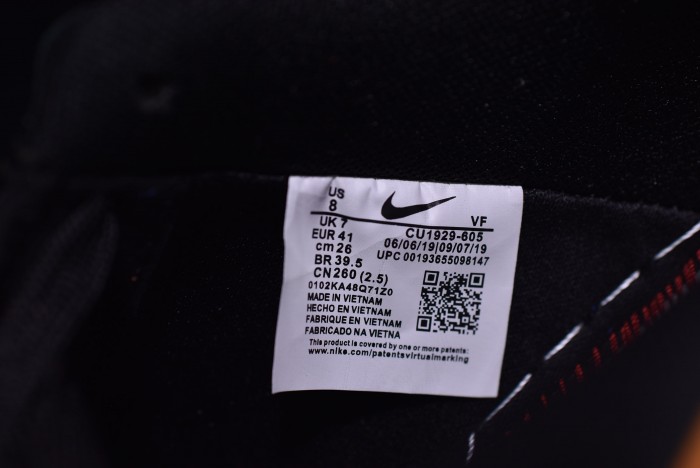 US
8
VF
UK 7
EUR 41
cm 26
BR 39.5
CN 260 (2.5)
CU1929-605
06/06/19|09/07/19
UPC 00193655098147
0102KA48Q71Z0
MADE IN VIETNAM
HECHO EN VIETNAM
FABRIQUE EN VIETNAM
FABRICADO NA VIETNA
This product is covered by one or more patents:
www.nike.com/patentsvirtualmarking